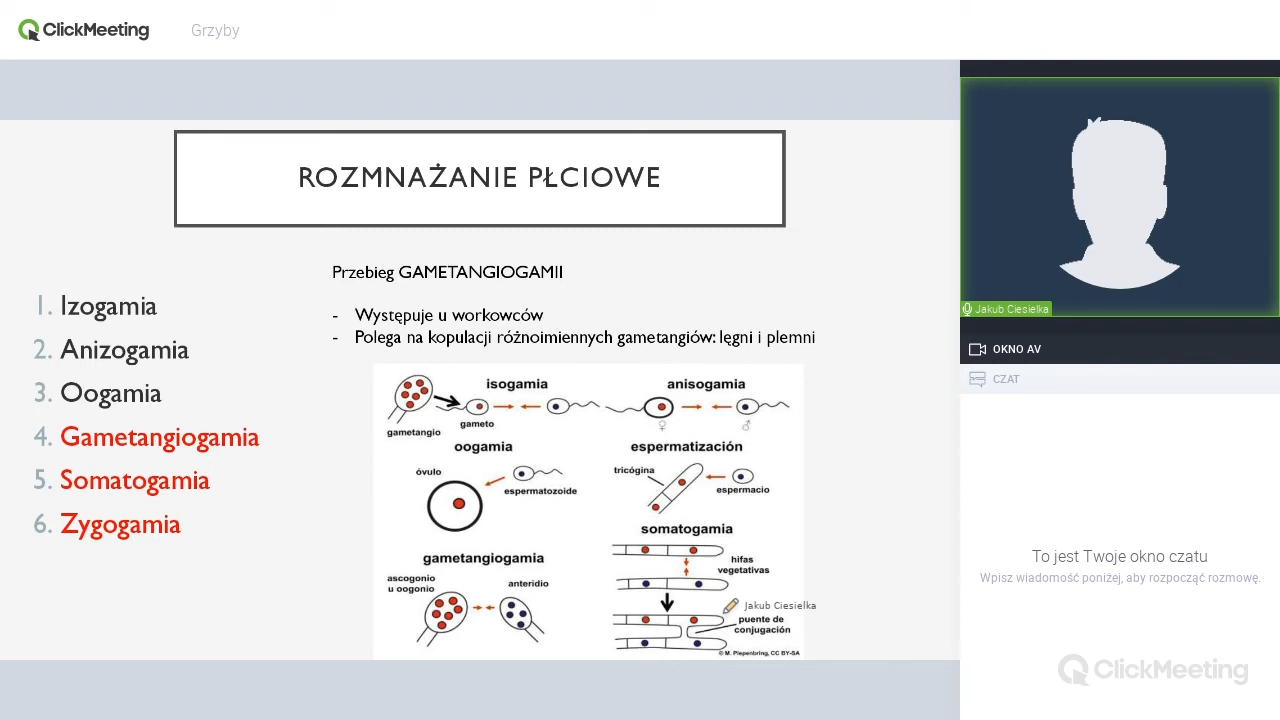 ClickMeeting
Grzyby
ROZMNAŻANIE PŁCIOWE
1. Izogamia
2. Anizogamia
3. Oogamia
4. Gametangiogamia
5. Somatogamia
6. Zygogamia
Przebieg GAMETANGIOGAMII
- Występuje u workowców
- Polega na kopulacji różnoimiennych gametangiów: lęgni i plemni
isogamia
gametangio
gameto
anisogamia
♀
♂
oogamia
óvulo
espermatozoide
espermatización
tricógina
espermacio
gametangiogamia
ascogonio
u oogonio
anteridio
somatogamia
hifas
vegetativas
puente de
conjugación
© M. Piepenbring, CC BY-SA
Jakub Ciesielka
Jakub Ciesielka
OKNO AV
CZAT
To jest Twoje okno czatu
Wpisz wiadomość poniżej, aby rozpocząć rozmowę.
ClickMeeting